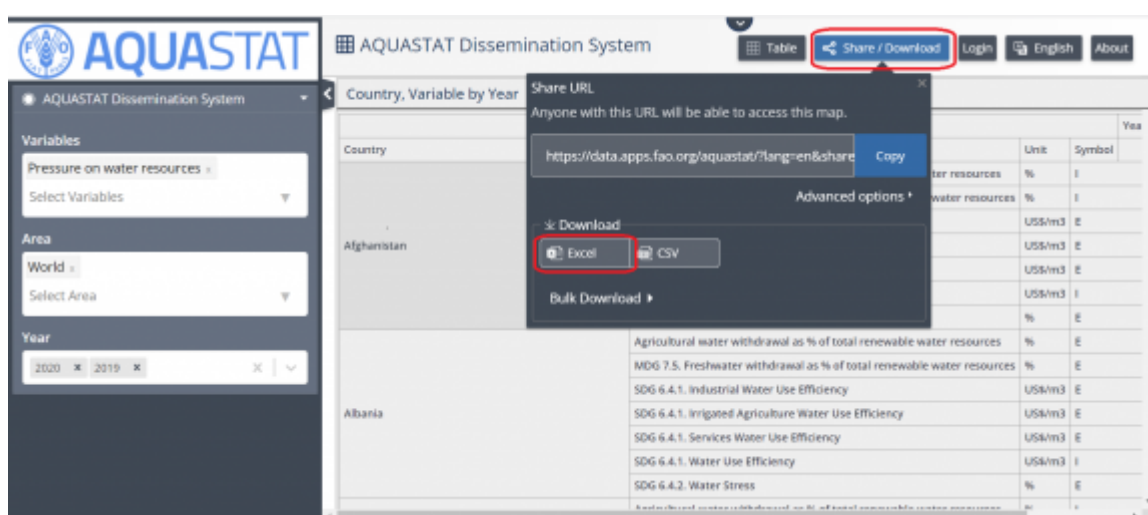 AQUASTAT
AQUASTAT Dissemination System
Table
Share / Download
Login
English
About
AQUASTAT Dissemination System
Country, Variable by Year
Share URL
Anyone with this URL will be able to access this map.
https://data.apps.fao.org/aquastat/?lang=en&share
Copy
Advanced options
Download
Excel
CSV
Bulk Download
Variables
Pressure on water resources
Select Variables
Area
World
Select Area
Year
2020 2019
Yea
Country Unit Symbol
ter resources % I
water resources % I
US$/m3 E
Afghanistan US$/m3 E
US$/m3 E
US$/m3 I
% E
Agricultural water withdrawal as % of total renewable water resources % E
MDG 7.5. Freshwater withdrawal as % of total renewable water resources % E
SDG 6.4.1. Industrial Water Use Efficiency US$/m3 E
Albania SDG 6.4.1. Irrigated Agriculture Water Use Efficiency US$/m3 E
SDG 6.4.1. Services Water Use Efficiency US$/m3 E
SDG 6.4.1. Water Use Efficiency US$/m3 I
SDG 6.4.2. Water Stress % E